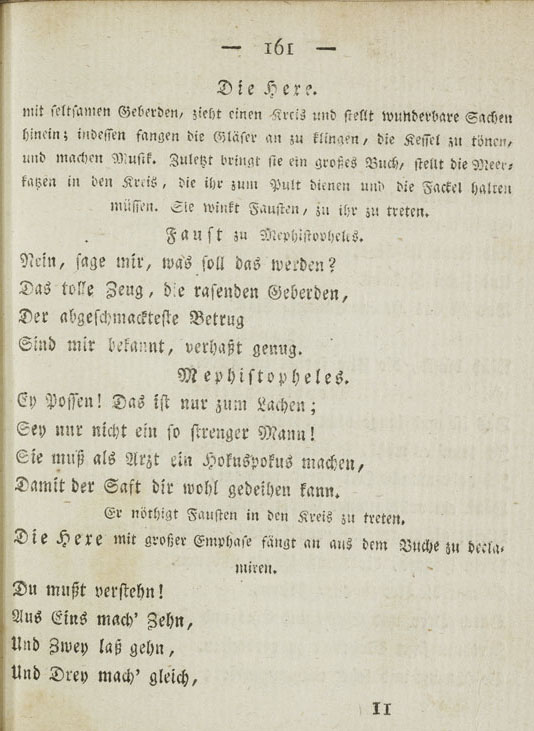 — 161 —
Die Hexe.
mit seltsamen Geberden, zieht einen Kreis und stellt wunderbare Sachen
hinein; indessen fangen die Gläser an zu klingen, die Kessel zu tönen,
und machen Musik. Zuletzt bringt sie ein großes Buch, stellt die Meer-
katzen in den Kreis, die ihr zum Pult dienen und die Fackel halten
müssen. Sie winkt Fausten, zu ihr zu treten.
Faust zu Mephistopheles.
Nein, sage mir, was soll das werden?
Das tolle Zeug, die rasenden Geberden,
Der abgeschmackteste Betrug
Sind mir bekannt, verhaßt genug.
Mephistopheles.
Ey Possen! Das ist nur zum Lachen;
Sey nur nicht ein so strenger Mann!
Sie muß als Arzt ein Hokuspokus machen,
Damit der Saft dir wohl gedeihen kann.
Er nöthigt Fausten in den Kreis zu treten.
Die Hexe mit großer Emphase fängt an aus dem Buche zu decla-
miren.
Du mußt verstehn!
Aus Eins mach' Zehn,
Und Zwey laß gehn,
Und Drey mach' gleich,
11